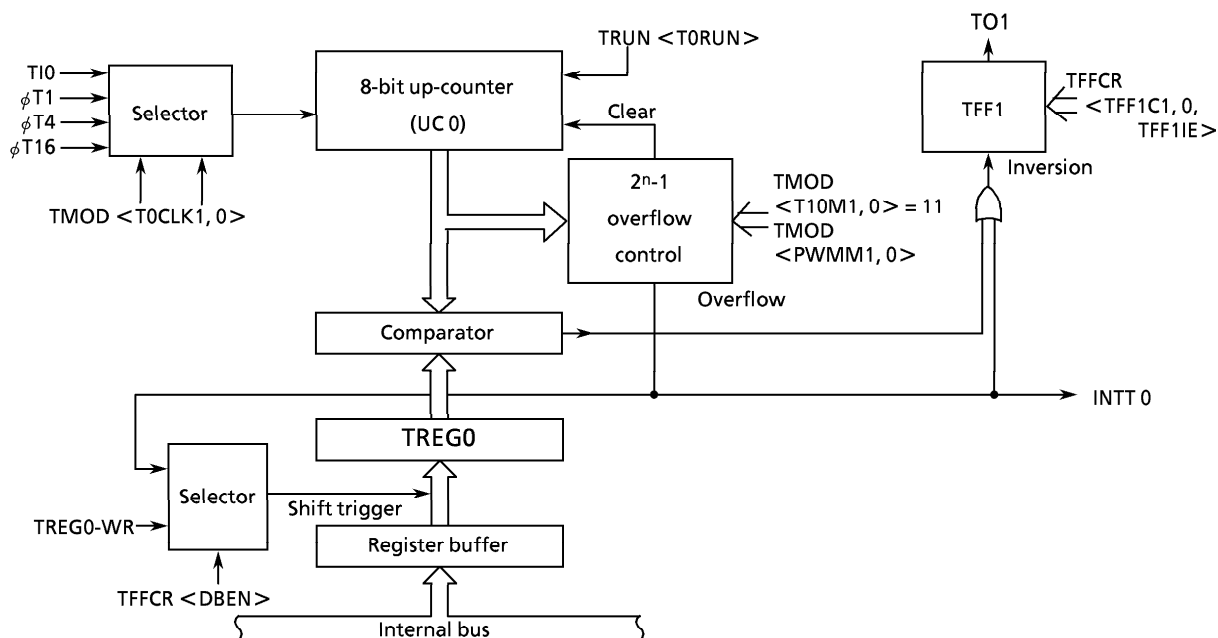 TO1
TRUN <T0RUN>
TI0
φT1
φT4
φT16
Selector
8-bit up-counter
(UC 0)
TFF1
TFFCR
<TFF1C1, 0,
TFF1IE>
Clear
Inversion
TMOD <T0CLK1, 0>
2ⁿ-1
overflow
control
TMOD
<T10M1, 0> = 11
TMOD
<PWMM1, 0>
Overflow
Comparator
INTT 0
TREG0
Selector
Shift trigger
TREG0-WR
Register buffer
TFFCR <DBEN>
Internal bus